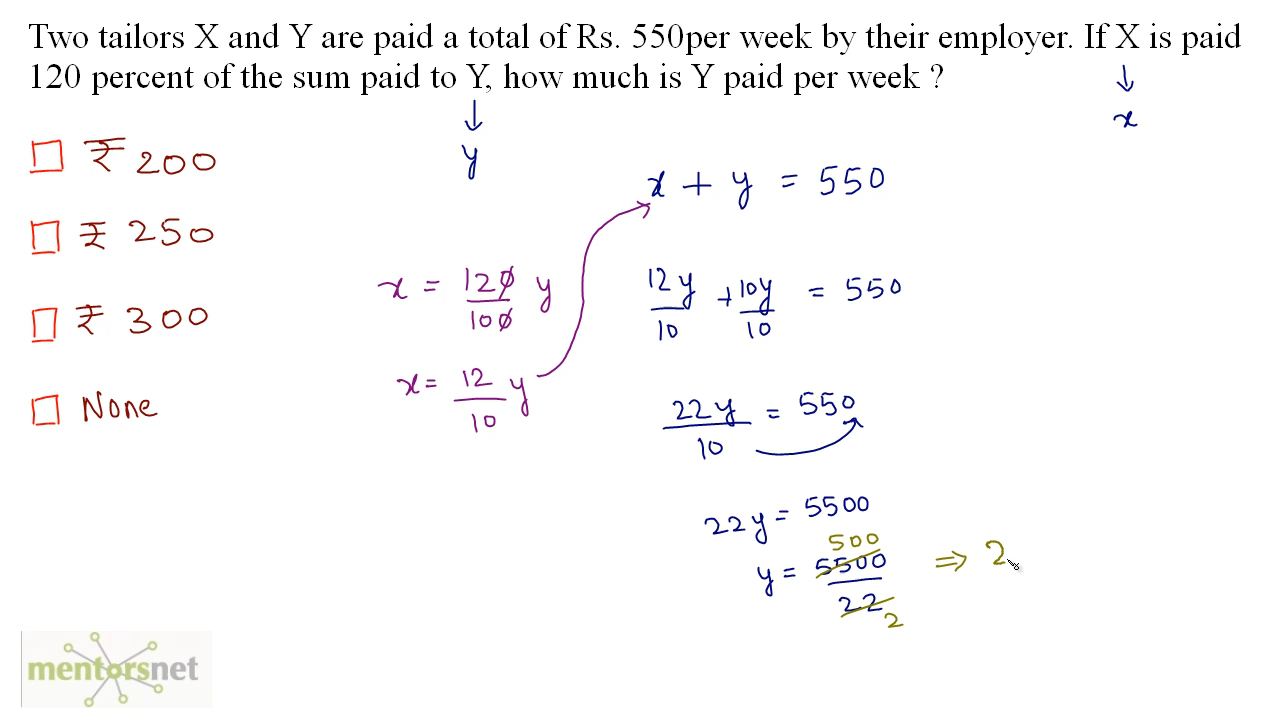 Two tailors X and Y are paid a total of Rs. 550per week by their employer. If X is paid
120 percent of the sum paid to Y, how much is Y paid per week ?
↓ x
↓ y
₹ 200
₹ 250
₹ 300
None
x = 120/100 y
x = 12/10 y
x + y = 550
12y/10 + 10y/10 = 550
22y/10 = 550
22y = 5500
500
y = 5500/22 ⇒ 2
2
mentorsnet